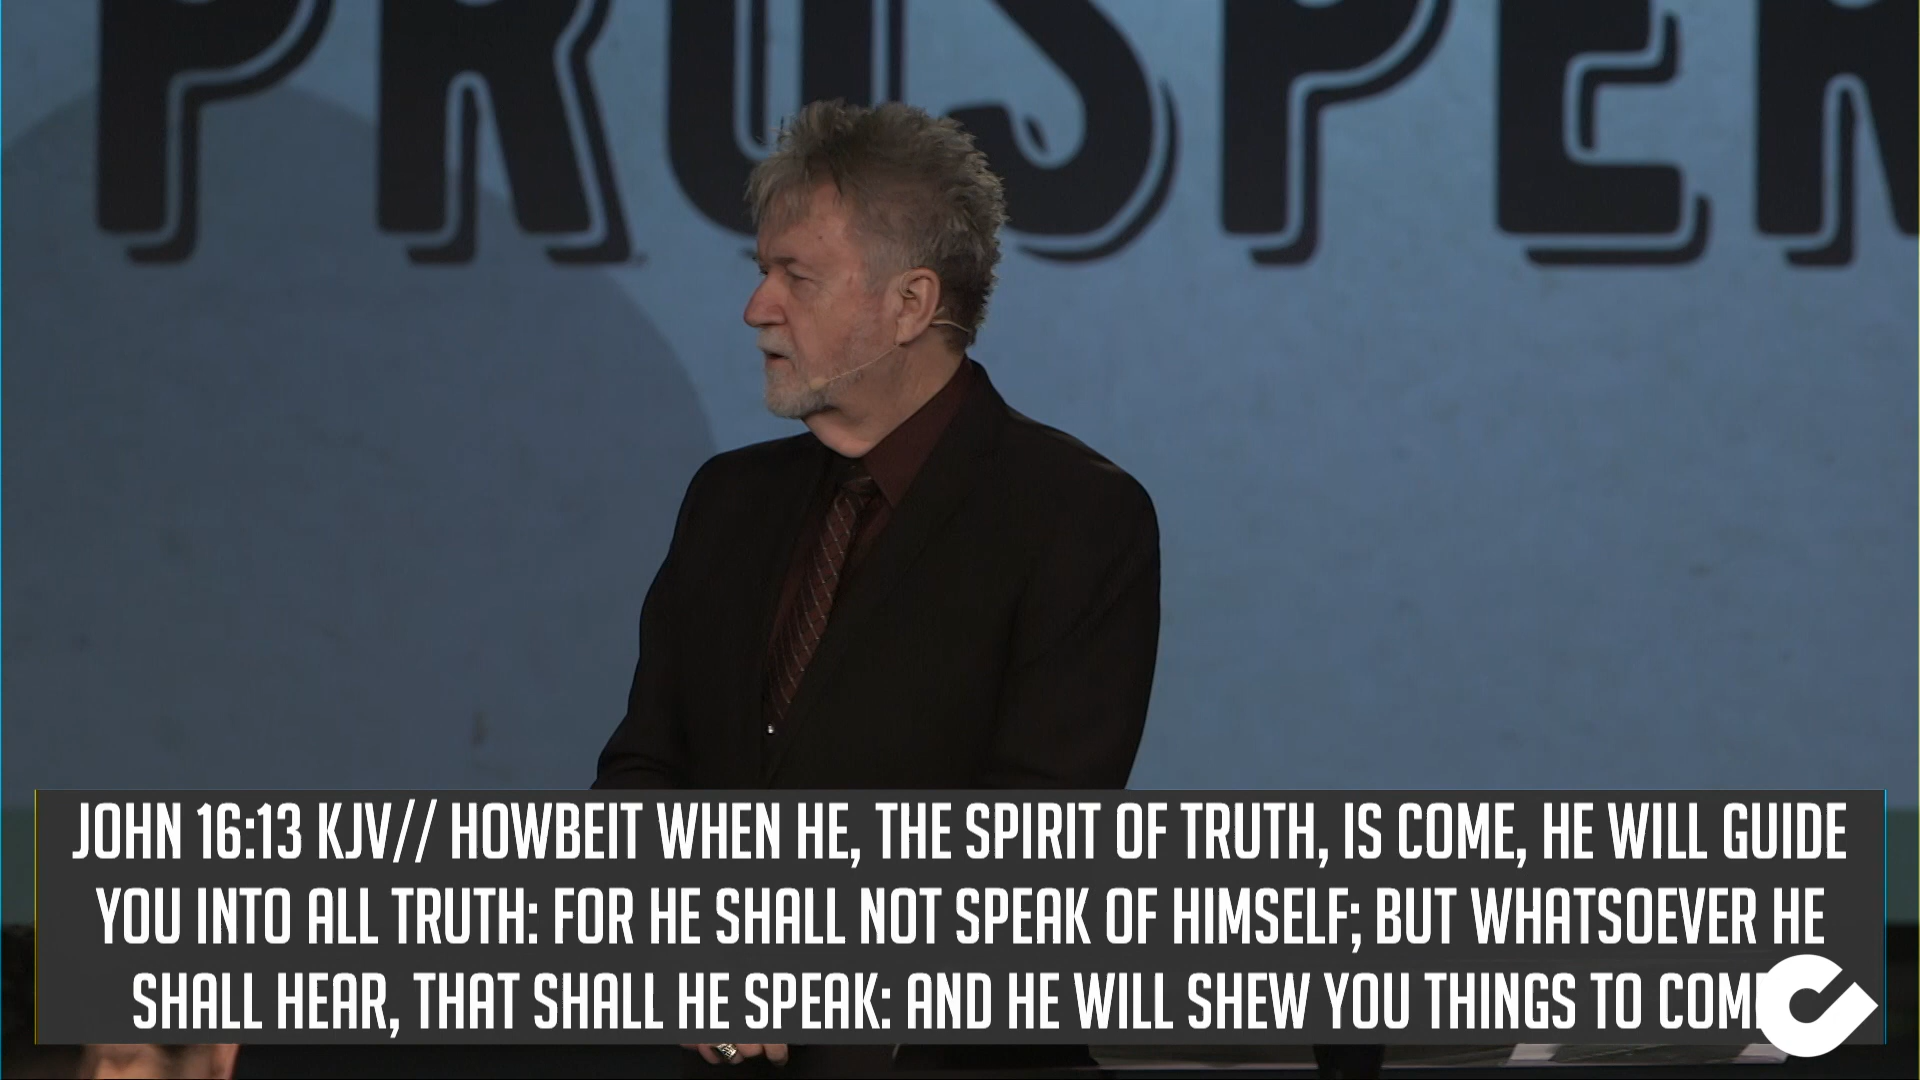 PROSPER
JOHN 16:13 KJV// HOWBEIT WHEN HE, THE SPIRIT OF TRUTH, IS COME, HE WILL GUIDE
YOU INTO ALL TRUTH: FOR HE SHALL NOT SPEAK OF HIMSELF; BUT WHATSOEVER HE
SHALL HEAR, THAT SHALL HE SPEAK: AND HE WILL SHEW YOU THINGS TO COME